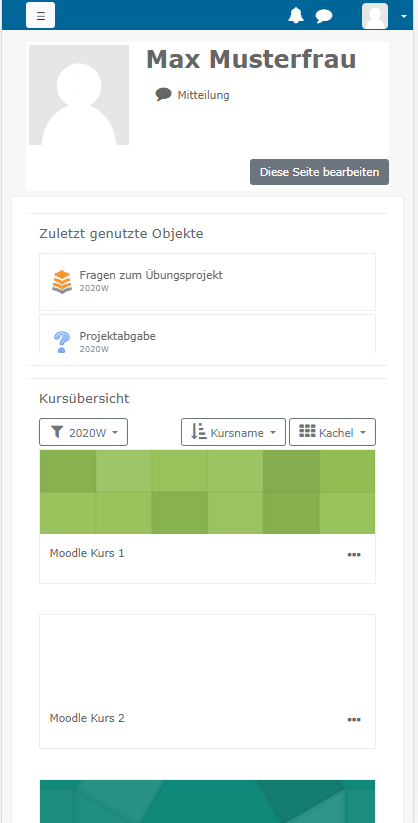 Max Musterfrau
Mitteilung
Diese Seite bearbeiten
Zuletzt genutzte Objekte
Fragen zum Übungsprojekt
2020W
Projektabgabe
2020W
Kursübersicht
2020W Kursname Kachel
Moodle Kurs 1
Moodle Kurs 2